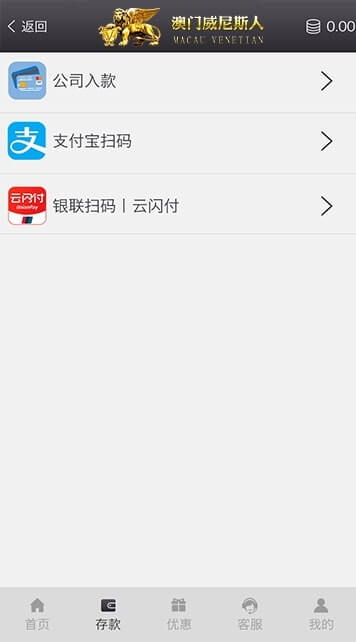 返回
澳门威尼斯人
MACAU VENETIAN
0.00
公司入款
支
支付宝扫码
云闪付
UnionPay
银联扫码丨云闪付
首页
存款
优惠
客服
我的